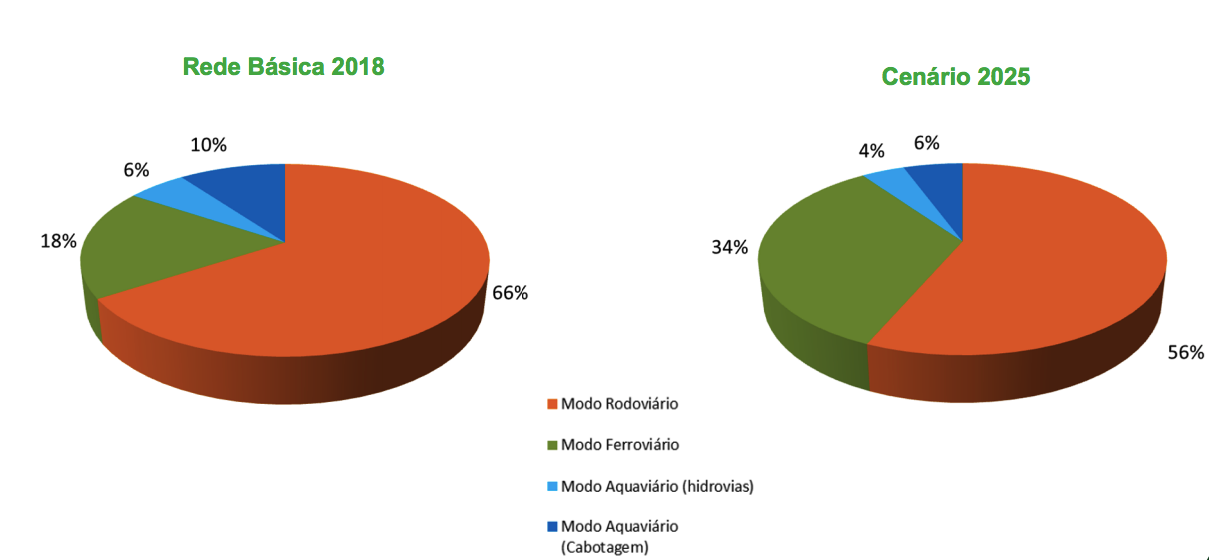 Rede Básica 2018
10%
6%
18%
66%
Cenário 2025
6%
4%
34%
56%
Modo Rodoviário
Modo Ferroviário
Modo Aquaviário (hidrovias)
Modo Aquaviário
(Cabotagem)